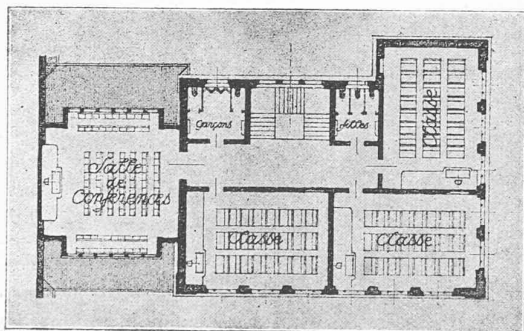 Garçons
Filles
Classe
Salle
de
Conférences
Classe
Classe